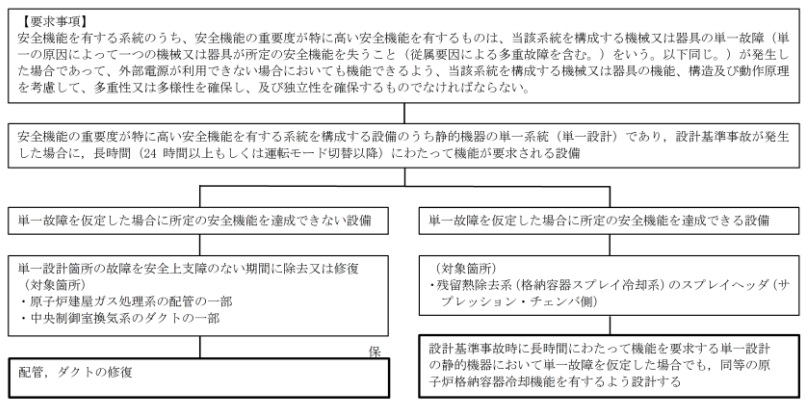 【要求事項】
安全機能を有する系統のうち、安全機能の重要度が特に高い安全機能を有するものは、当該系統を構成する機械又は器具の単一故障（単
一の原因によって一つの機械又は器具が所定の安全機能を失うこと（従属要因による多重故障を含む。）をいう。以下同じ。）が発生し
た場合であって、外部電源が利用できない場合においても機能できるよう、当該系統を構成する機械又は器具の機能、構造及び動作原理
を考慮して、多重性又は多様性を確保し、及び独立性を確保するものでなければならない。
安全機能の重要度が特に高い安全機能を有する系統を構成する設備のうち静的機器の単一系統（単一設計）であり，設計基準事故が発生
した場合に，長時間（24 時間以上もしくは運転モード切替以降）にわたって機能が要求される設備
単一故障を仮定した場合に所定の安全機能を達成できない設備
単一設計箇所の故障を安全上支障のない期間に除去又は修復
（対象箇所）
・原子炉建屋ガス処理系の配管の一部
・中央制御室換気系のダクトの一部
保
配管，ダクトの修復
単一故障を仮定した場合に所定の安全機能を達成できる設備
（対象箇所）
・残留熱除去系（格納容器スプレイ冷却系）のスプレイヘッダ（サ
プレッション・チェンバ側）
設計基準事故時に長時間にわたって機能を要求する単一設計
の静的機器において単一故障を仮定した場合でも，同等の原
子炉格納容器冷却機能を有するよう設計する